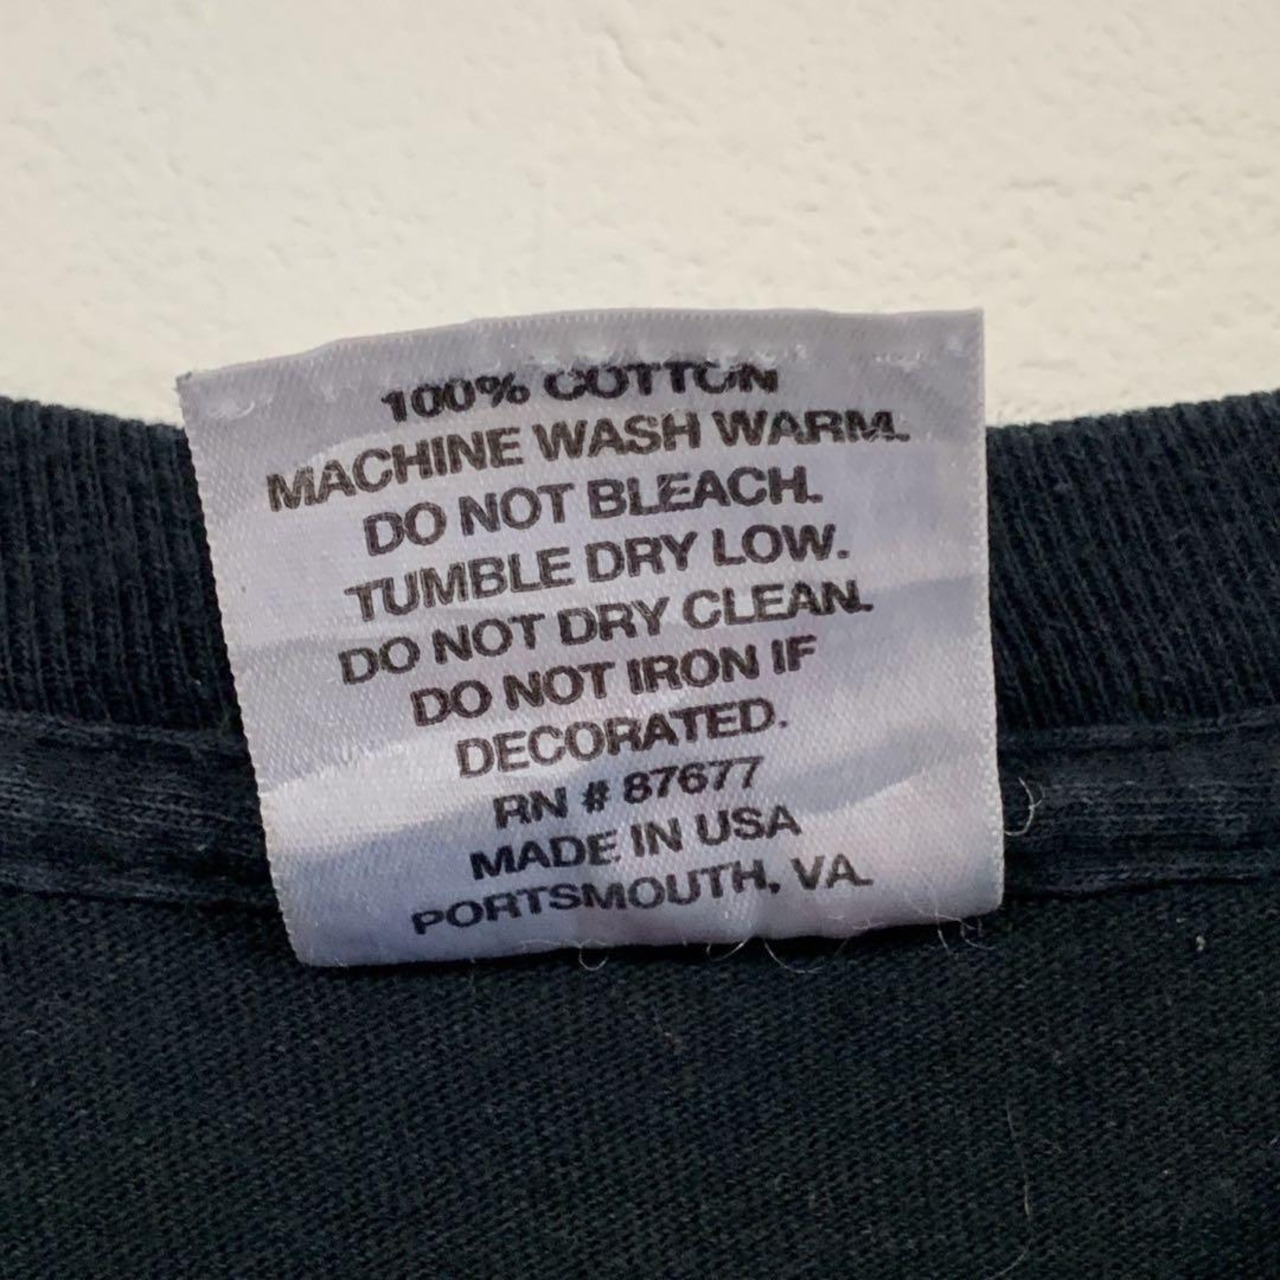 100% COTTON
MACHINE WASH WARM.
DO NOT BLEACH.
TUMBLE DRY LOW.
DO NOT DRY CLEAN.
DO NOT IRON IF
DECORATED.
RN # 87677
MADE IN USA
PORTSMOUTH, VA.